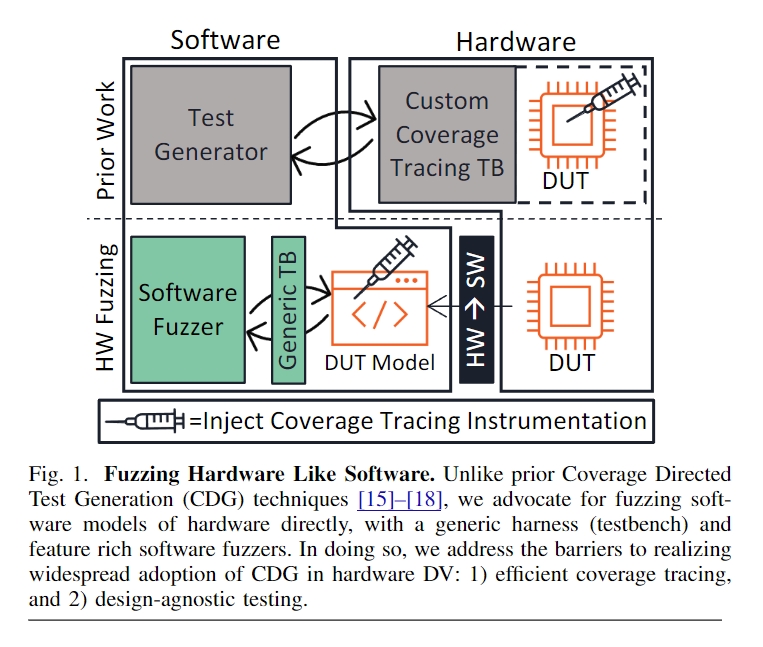 Software
Hardware
Prior Work
Test
Generator
Custom
Coverage
Tracing TB
DUT
HW Fuzzing
Software
Fuzzer
Generic TB
</>
DUT Model
HW → SW
DUT
=Inject Coverage Tracing Instrumentation
Fig. 1. Fuzzing Hardware Like Software. Unlike prior Coverage Directed
Test Generation (CDG) techniques [15]–[18], we advocate for fuzzing soft-
ware models of hardware directly, with a generic harness (testbench) and
feature rich software fuzzers. In doing so, we address the barriers to realizing
widespread adoption of CDG in hardware DV: 1) efficient coverage tracing,
and 2) design-agnostic testing.